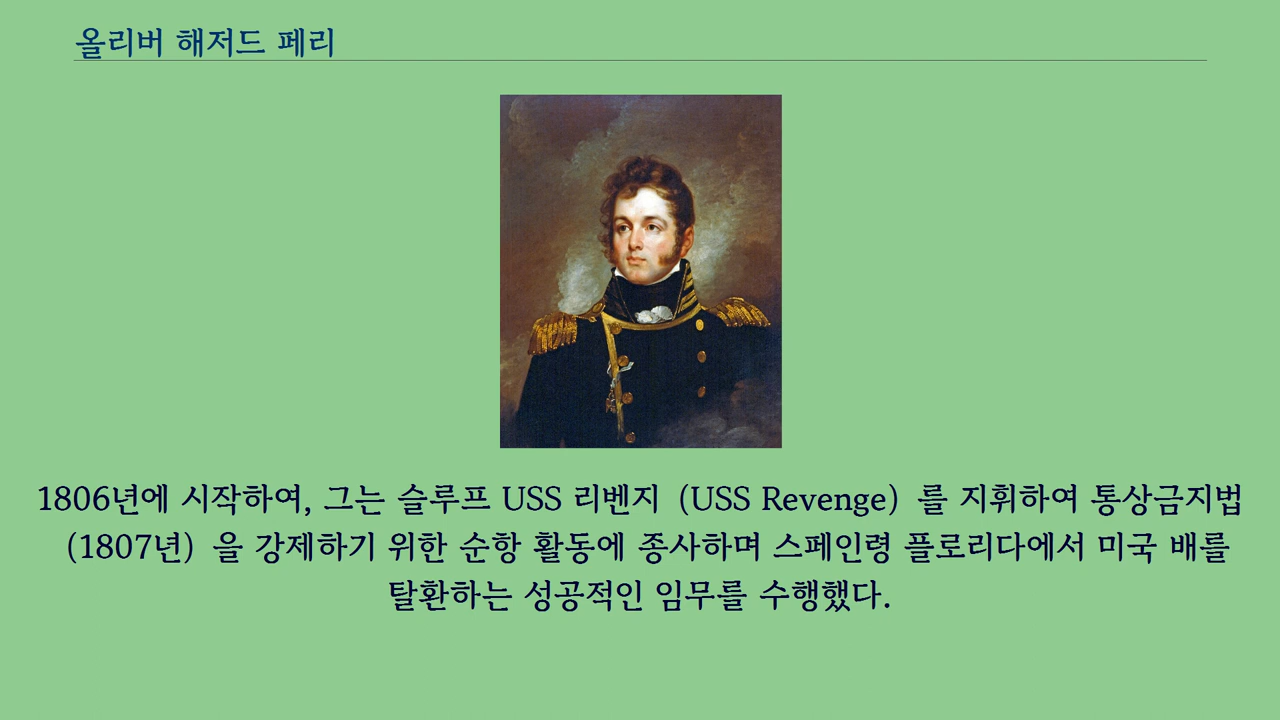 올리버 해저드 페리
1806년에 시작하여, 그는 슬루프 USS 리벤지 (USS Revenge) 를 지휘하여 통상금지법
(1807년) 을 강제하기 위한 순항 활동에 종사하며 스페인령 플로리다에서 미국 배를
탈환하는 성공적인 임무를 수행했다.